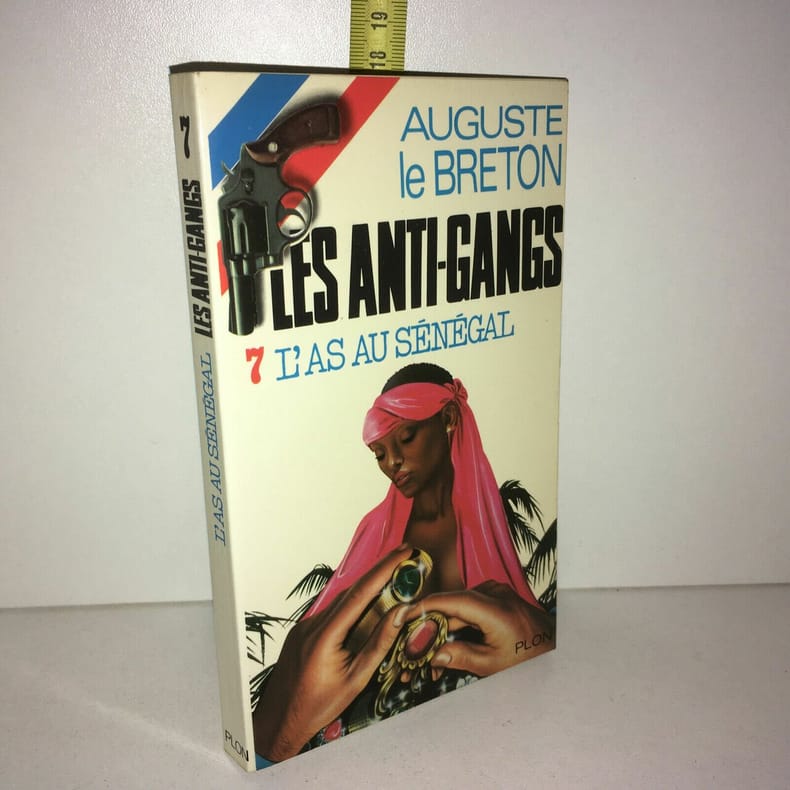 18 19
AUGUSTE
le BRETON
LES ANTI-GANGS
7 L'AS AU SÉNÉGAL
PLON
7 LES ANTI-GANGS L'AS AU SÉNÉGAL
PLON